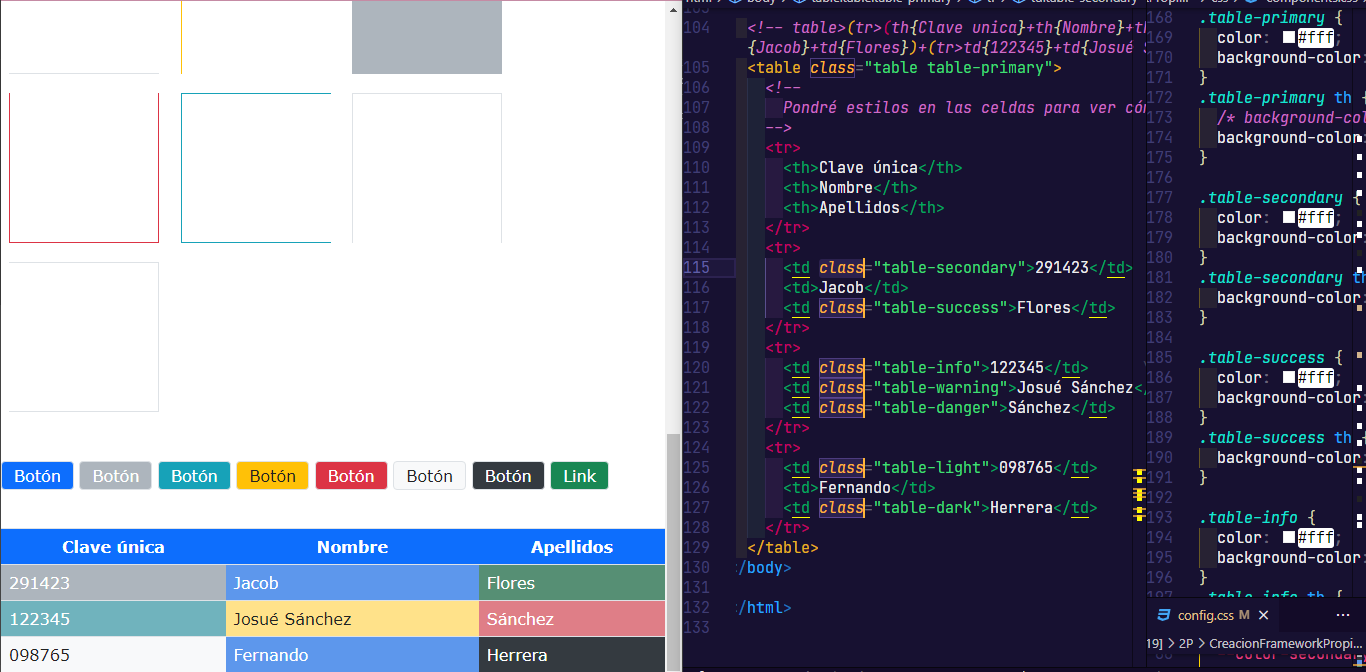 Botón Botón Botón Botón Botón Botón Botón Link
Clave única Nombre Apellidos
291423 Jacob Flores
122345 Josué Sánchez Sánchez
098765 Fernando Herrera
104 <!-- table>(tr>(th{Clave unica}+th{Nombre}+th
{Jacob}+td{Flores})+(tr>td{122345}+td{Josué S
105 <table class="table table-primary">
106 <!--
107 Pondré estilos en las celdas para ver có
108 -->
109 <tr>
110 <th>Clave única</th>
111 <th>Nombre</th>
112 <th>Apellidos</th>
113 </tr>
114 <tr>
115 <td class="table-secondary">291423</td>
116 <td>Jacob</td>
117 <td class="table-success">Flores</td>
118 </tr>
119 <tr>
120 <td class="table-info">122345</td>
121 <td class="table-warning">Josué Sánchez<
122 <td class="table-danger">Sánchez</td>
123 </tr>
124 <tr>
125 <td class="table-light">098765</td>
126 <td>Fernando</td>
127 <td class="table-dark">Herrera</td>
128 </tr>
129 </table>
130 /body>
131
132 /html>
133
168 .table-primary {
169 color: #fff;
170 background-color:
171 }
172 .table-primary th {
173 /* background-col
174 background-color:
175 }
176
177 .table-secondary {
178 color: #fff;
179 background-color:
180 }
181 .table-secondary th
182 background-color:
183 }
184
185 .table-success {
186 color: #fff;
187 background-color:
188 }
189 .table-success th {
190 background-color:
191 }
192
193 .table-info {
194 color: #fff;
195 background-color:
196 }
197 .table-info th {
config.css M
19] > 2P > CreacionFrameworkPropi...
--color-secondary